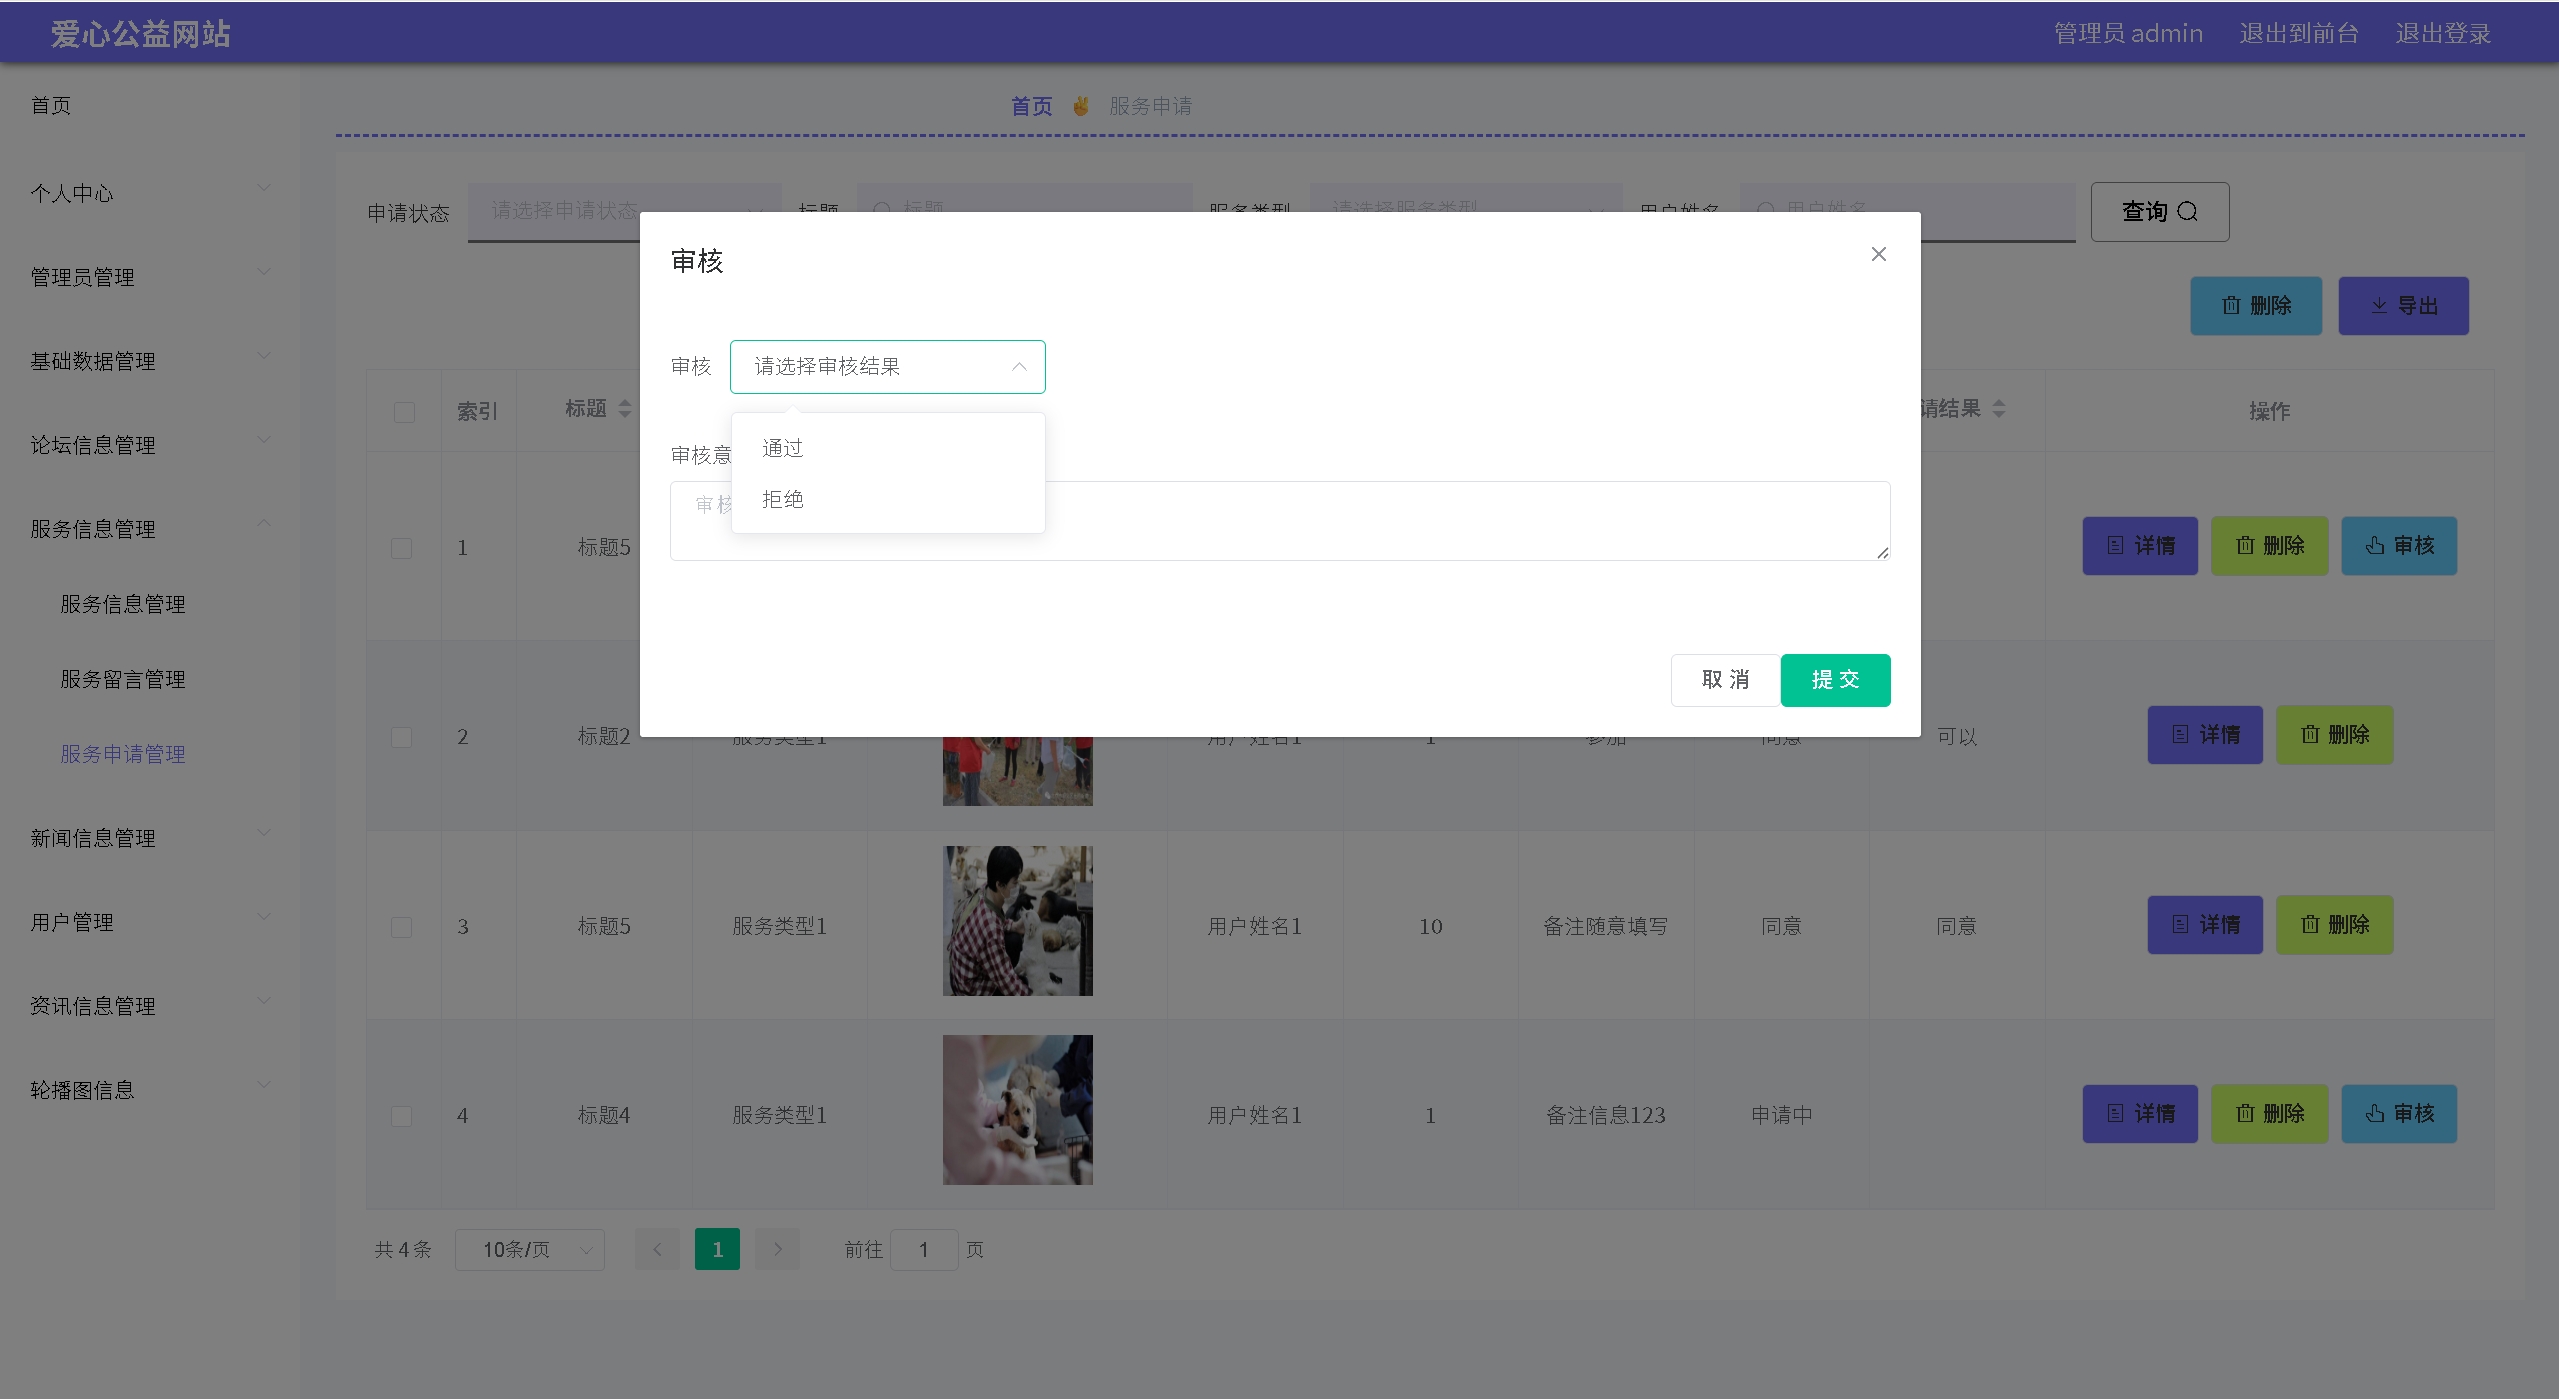 爱心公益网站
管理员 admin 退出到前台 退出登录
首页
首页 服务申请
个人中心
管理员管理
基础数据管理
论坛信息管理
服务信息管理
服务信息管理
服务留言管理
服务申请管理
新闻信息管理
用户管理
资讯信息管理
轮播图信息
申请状态 请选择申请状态 标题 标题 服务类型 请选择服务类型 用户姓名 用户姓名 查询
删除 导出
审核
审核 请选择审核结果
通过
拒绝
审核意
审核
取 消 提 交
索引 标题 请结果 操作
1 标题5 详情 删除 审核
2 标题2 服务类型1 用户姓名1 1 参加 同意 可以 详情 删除
3 标题5 服务类型1 用户姓名1 10 备注随意填写 同意 同意 详情 删除
4 标题4 服务类型1 用户姓名1 1 备注信息123 申请中 详情 删除 审核
共 4 条 10条/页 1 前往 1 页